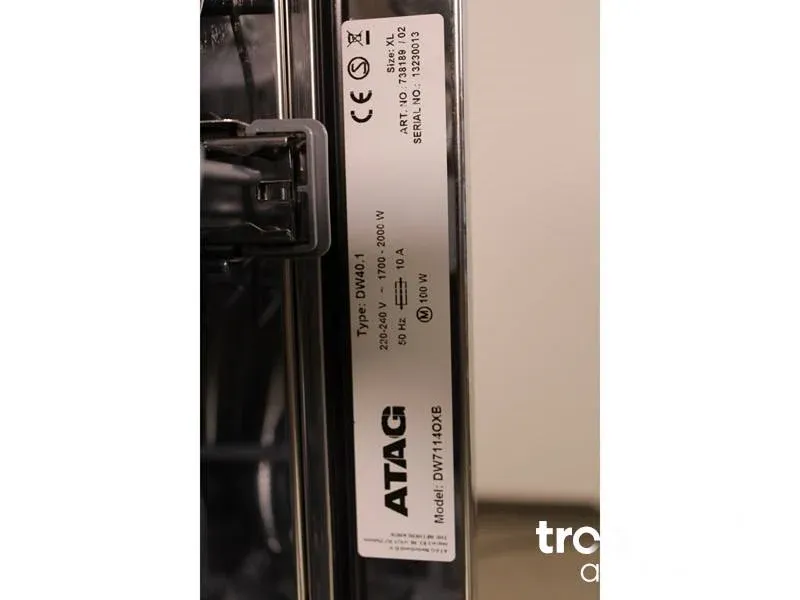 ATAG
Model: DW7114OXB
Type: DW40.1
220-240 V ~ 1700 - 2000 W
50 Hz 10 A
M 100 W
CE
Size: XL
ART. NO.: 738189 / 02
SERIAL NO.: 13230013